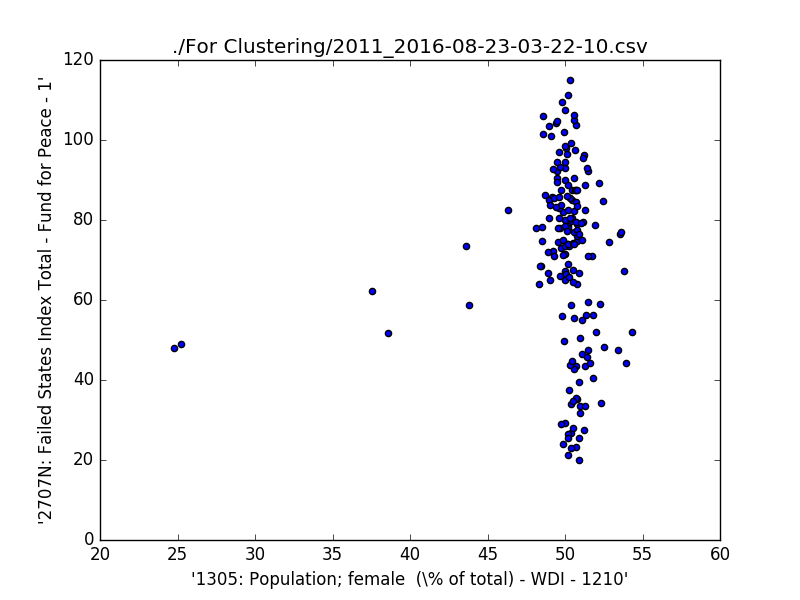 ./For Clustering/2011_2016-08-23-03-22-10.csv
'2707N: Failed States Index Total - Fund for Peace - 1'
120
100
80
60
40
20
0
20 25 30 35 40 45 50 55 60
'1305: Population; female  (\% of total) - WDI - 1210'